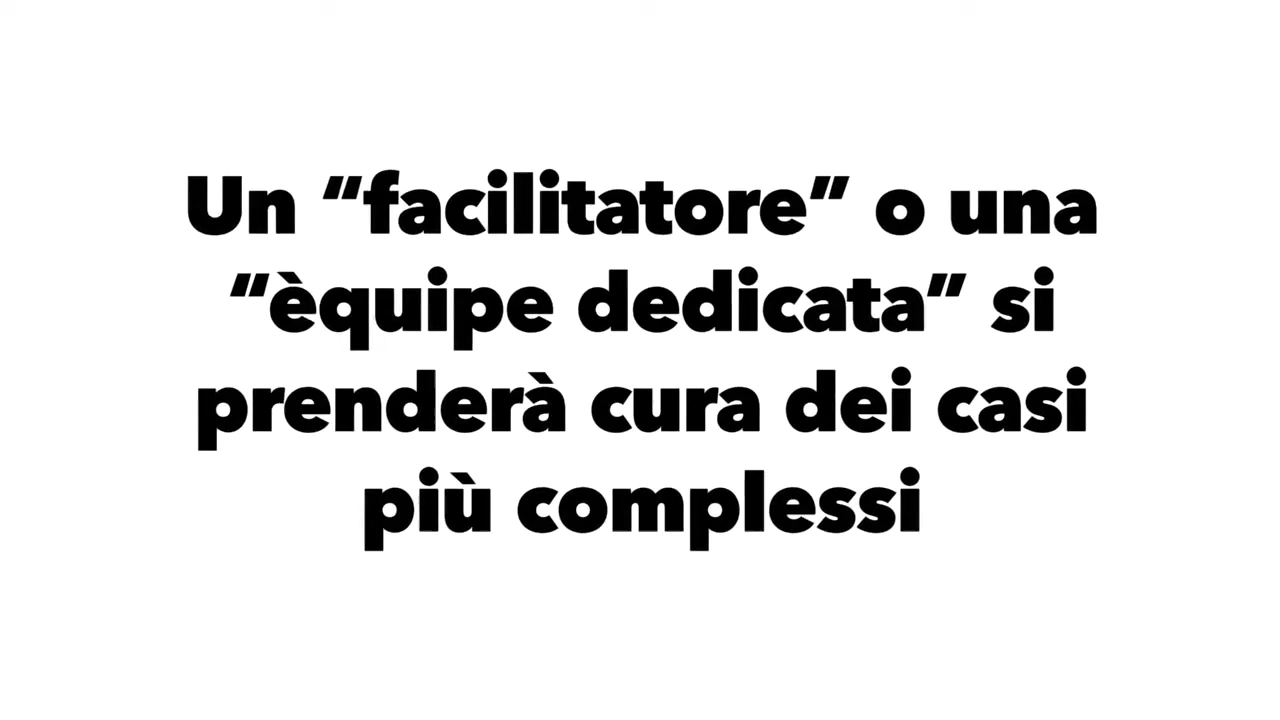 Un “facilitatore” o una
“èquipe dedicata” si
prenderà cura dei casi
più complessi